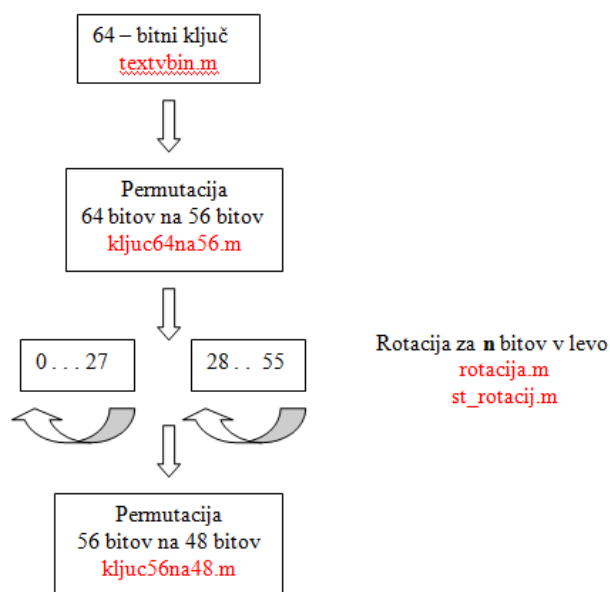 64 – bitni ključ
textvbin.m
Permutacija
64 bitov na 56 bitov
kljuc64na56.m
0 . . . 27
28 . . 55
Rotacija za n bitov v levo
rotacija.m
st_rotacij.m
Permutacija
56 bitov na 48 bitov
kljuc56na48.m